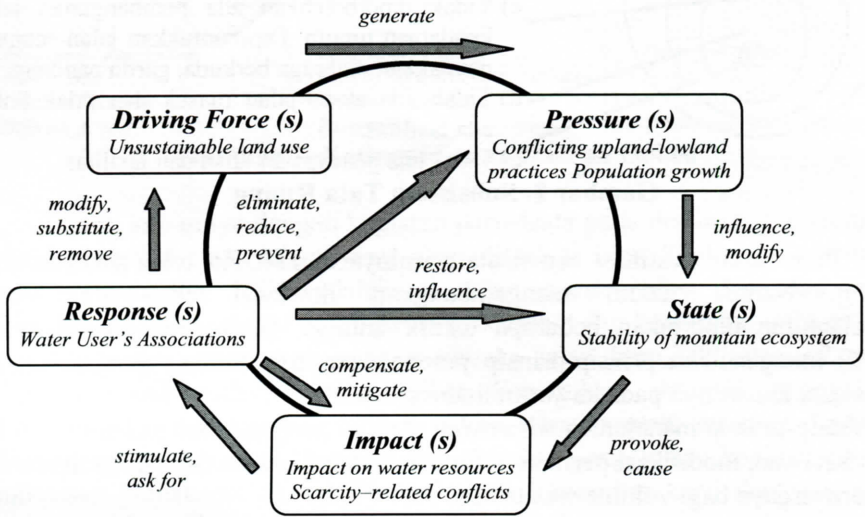 generate
Driving Force (s)
Unsustainable land use
Pressure (s)
Conflicting upland-lowland
practices Population growth
modify,
substitute,
remove
eliminate,
reduce,
prevent
influence,
modify
restore,
influence
Response (s)
Water User's Associations
State (s)
Stability of mountain ecosystem
compensate,
mitigate
stimulate,
ask for
Impact (s)
Impact on water resources
Scarcity–related conflicts
provoke,
cause